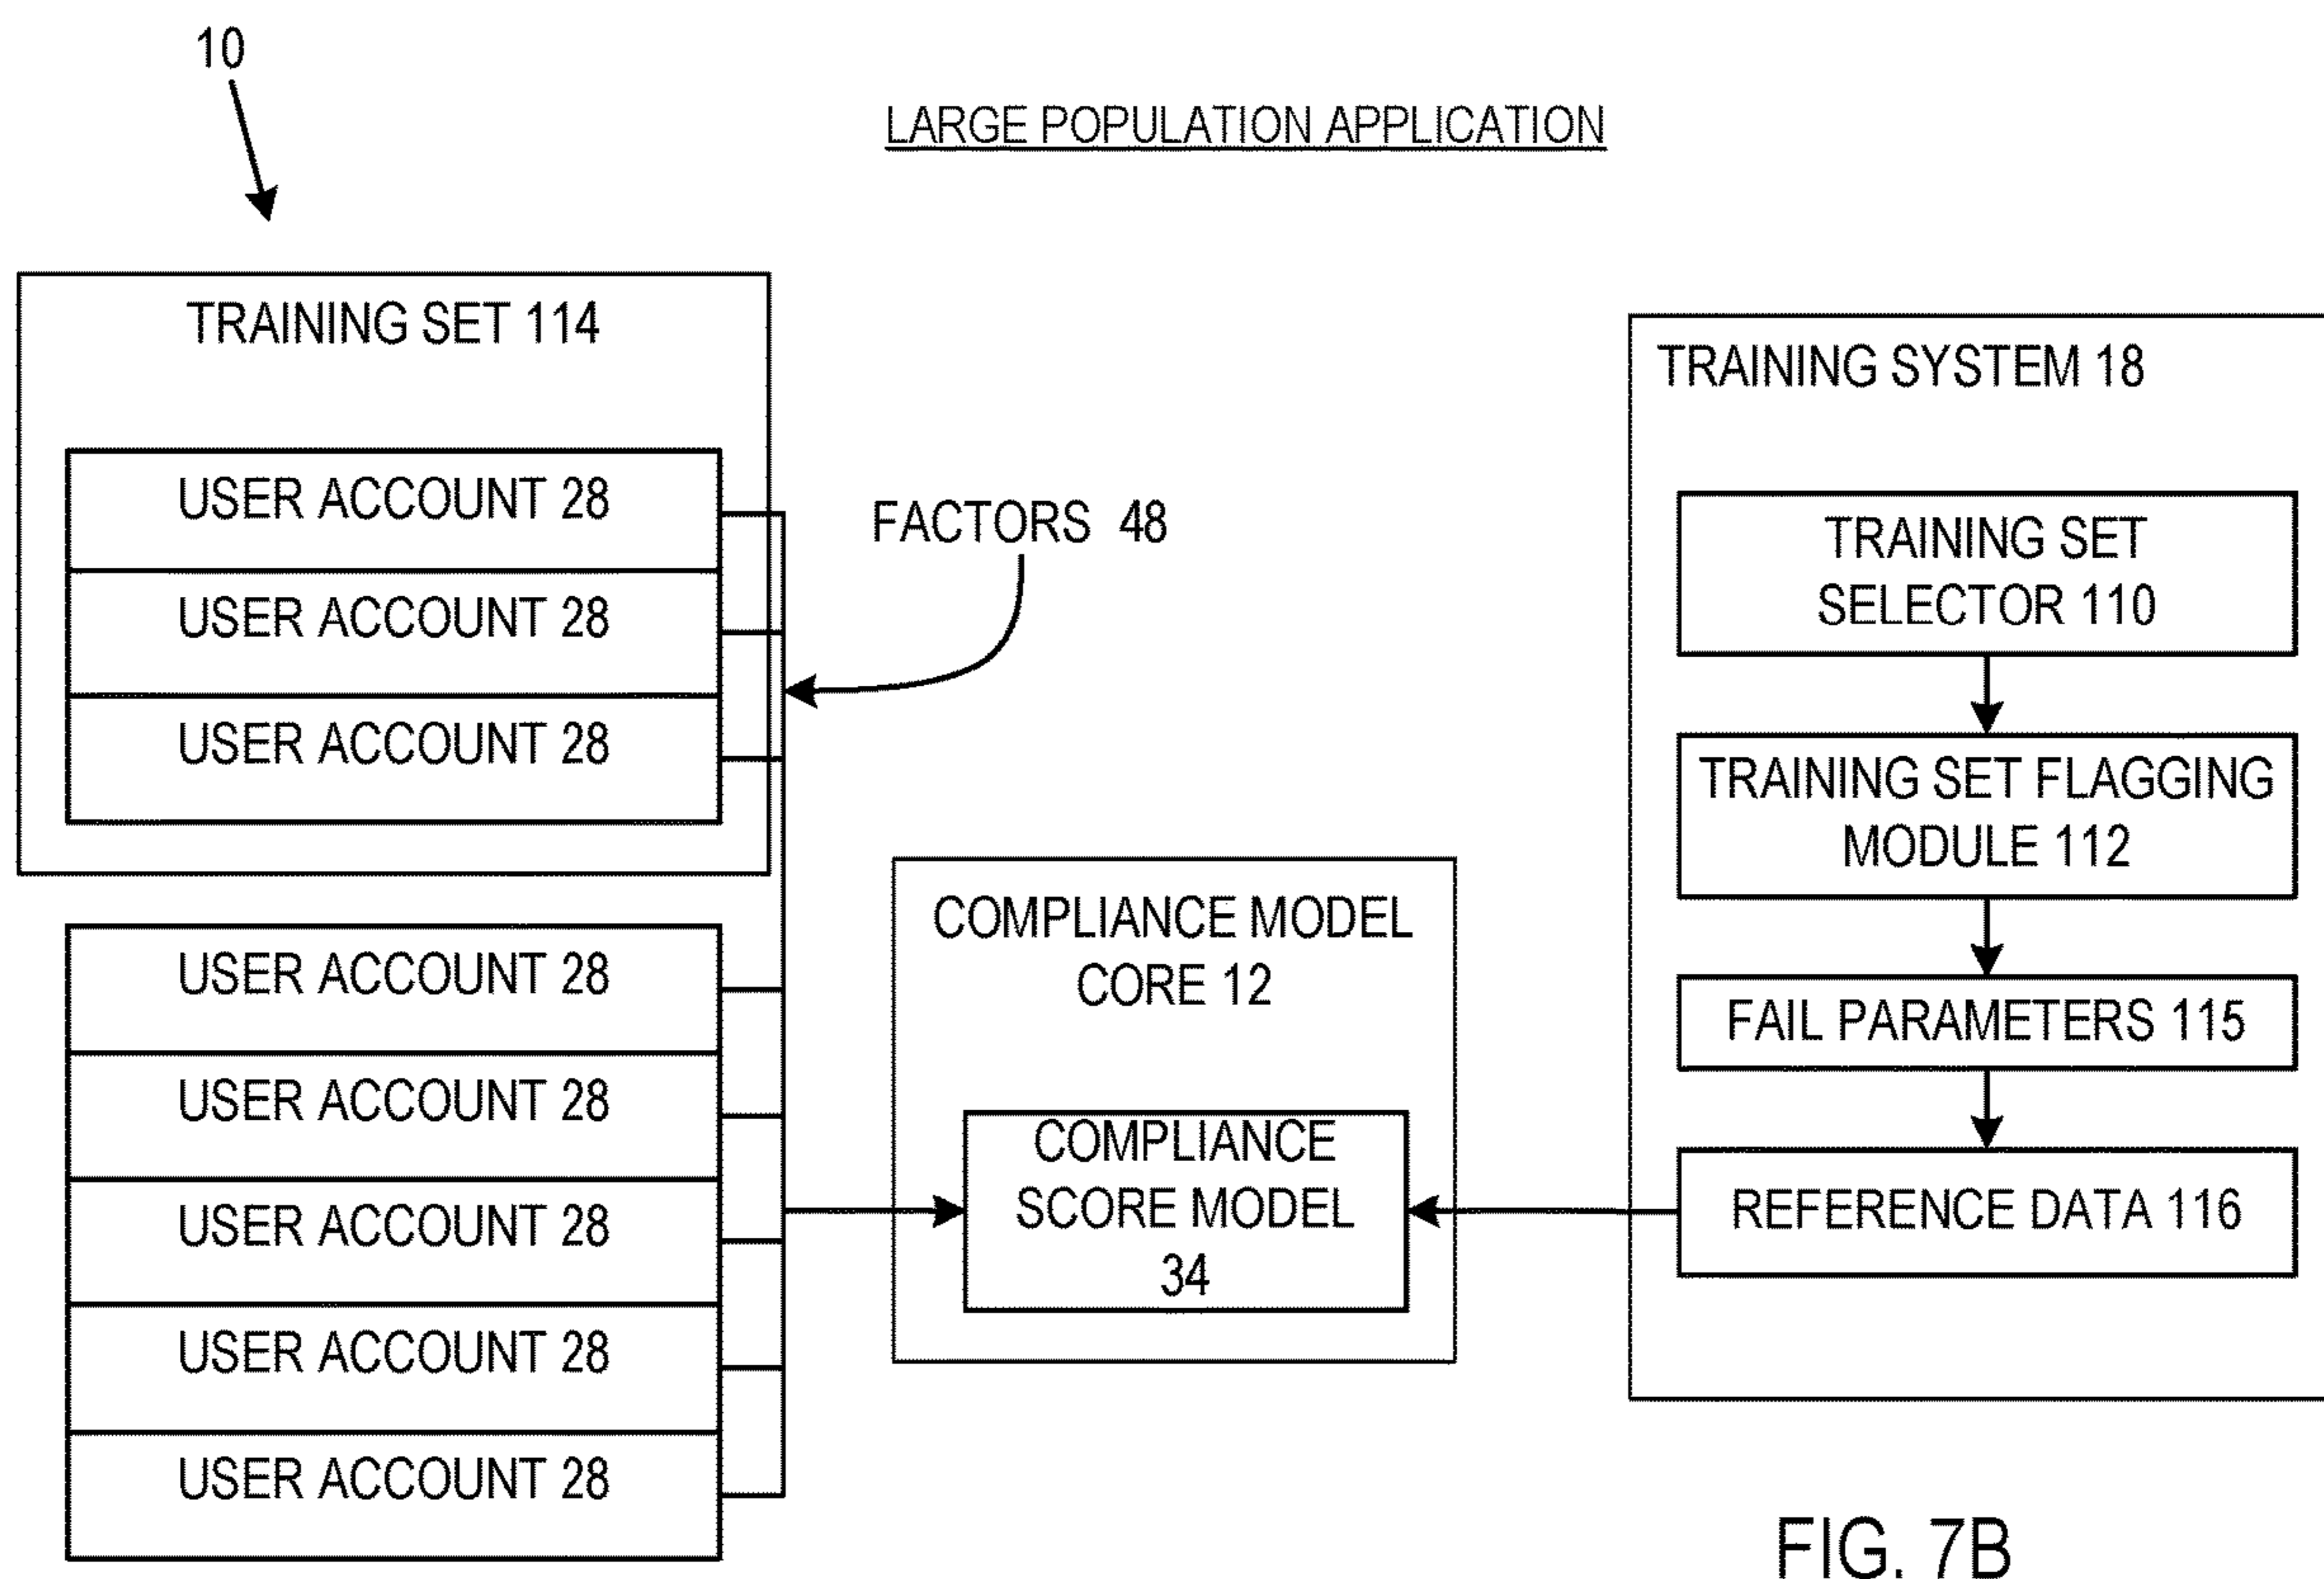 10
LARGE POPULATION APPLICATION
TRAINING SET 114
USER ACCOUNT 28
USER ACCOUNT 28
USER ACCOUNT 28
FACTORS 48
USER ACCOUNT 28
USER ACCOUNT 28
USER ACCOUNT 28
USER ACCOUNT 28
USER ACCOUNT 28
COMPLIANCE MODEL
CORE 12
COMPLIANCE
SCORE MODEL
34
TRAINING SYSTEM 18
TRAINING SET
SELECTOR 110
TRAINING SET FLAGGING
MODULE 112
FAIL PARAMETERS 115
REFERENCE DATA 116
FIG. 7B